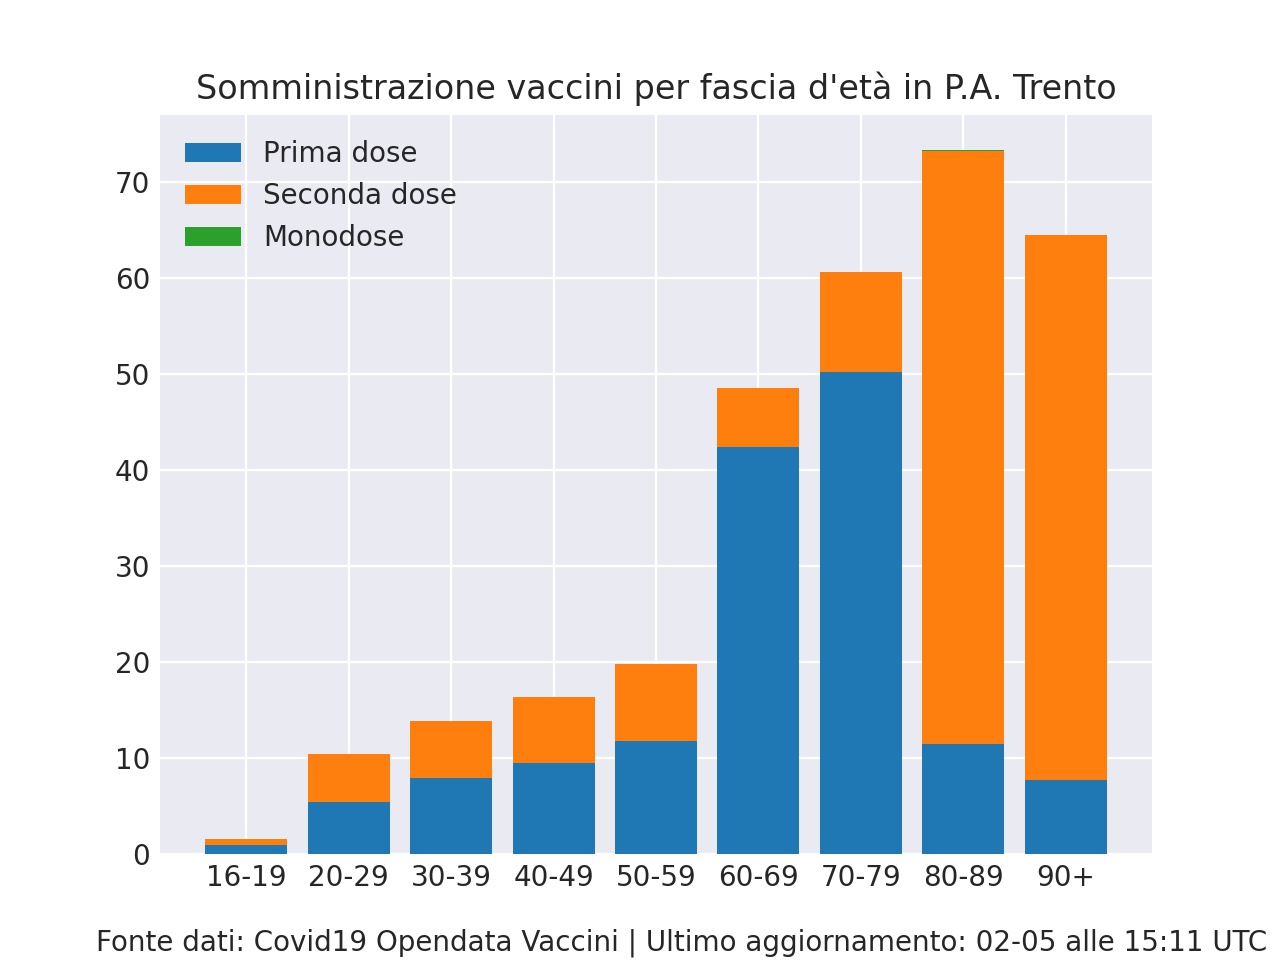 Somministrazione vaccini per fascia d'età in P.A. Trento
Prima dose
Seconda dose
Monodose
70
60
50
40
30
20
10
0
16-19 20-29 30-39 40-49 50-59 60-69 70-79 80-89 90+
Fonte dati: Covid19 Opendata Vaccini | Ultimo aggiornamento: 02-05 alle 15:11 UTC